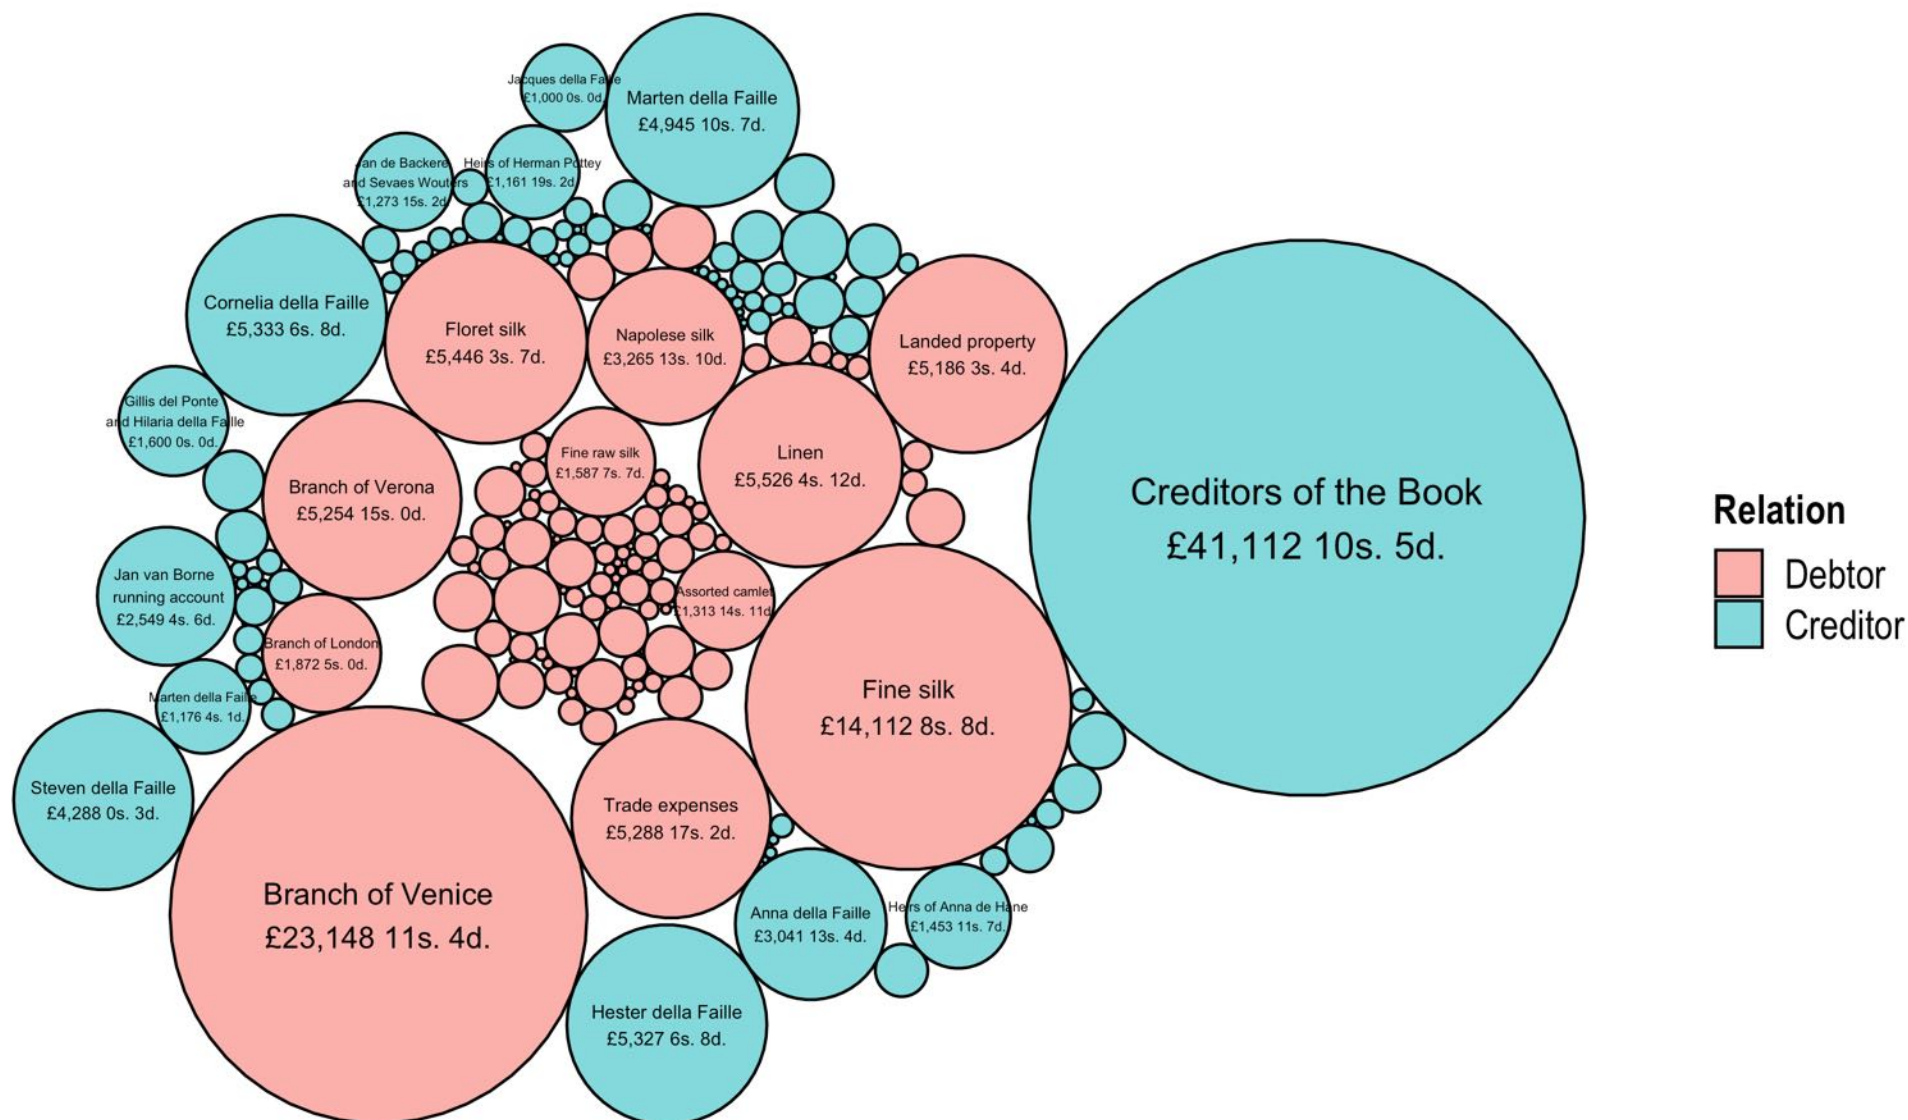 Jacques della Faille
£1,000 0s. 0d.
Marten della Faille
£4,945 10s. 7d.
Jan de Backere
and Sevaes Wouters
£1,273 15s. 2d.
Heirs of Herman Pottey
£1,161 19s. 2d.
Cornelia della Faille
£5,333 6s. 8d.
Floret silk
£5,446 3s. 7d.
Napolese silk
£3,265 13s. 10d.
Landed property
£5,186 3s. 4d.
Gillis del Ponte
and Hilaria della Faille
£1,600 0s. 0d.
Branch of Verona
£5,254 15s. 0d.
Fine raw silk
£1,587 7s. 7d.
Linen
£5,526 4s. 12d.
Creditors of the Book
£41,112 10s. 5d.
Relation
Debtor
Creditor
Jan van Borne
running account
£2,549 4s. 6d.
Assorted camlet
£1,313 14s. 11d.
Branch of London
£1,872 5s. 0d.
Marten della Faille
£1,176 4s. 1d.
Fine silk
£14,112 8s. 8d.
Steven della Faille
£4,288 0s. 3d.
Trade expenses
£5,288 17s. 2d.
Branch of Venice
£23,148 11s. 4d.
Anna della Faille
£3,041 13s. 4d.
Heirs of Anna de Hane
£1,453 11s. 7d.
Hester della Faille
£5,327 6s. 8d.